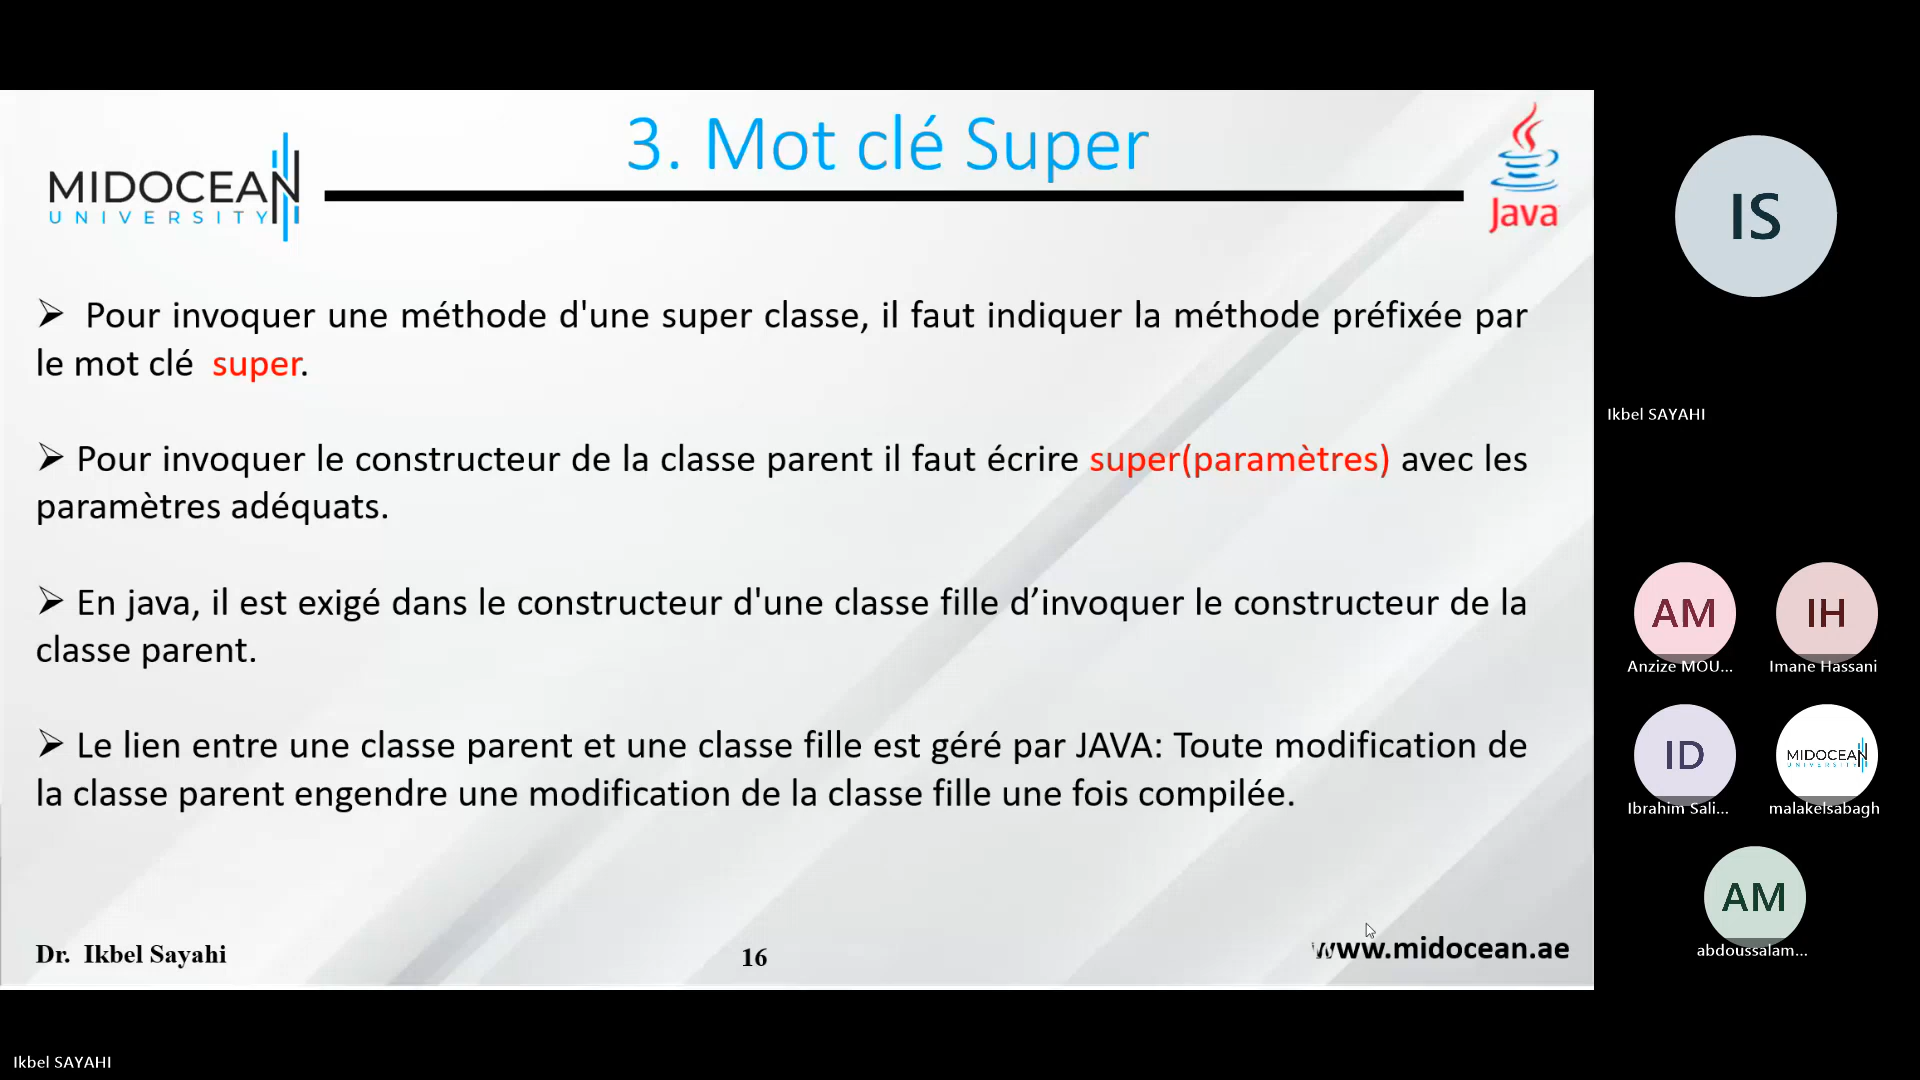 3. Mot clé Super
MIDOCEAN
UNIVERSITY
Java
IS
Ikbel SAYAHI
➢ Pour invoquer une méthode d'une super classe, il faut indiquer la méthode préfixée par
le mot clé super.
➢ Pour invoquer le constructeur de la classe parent il faut écrire super(paramètres) avec les
paramètres adéquats.
➢ En java, il est exigé dans le constructeur d'une classe fille d’invoquer le constructeur de la
classe parent.
➢ Le lien entre une classe parent et une classe fille est géré par JAVA: Toute modification de
la classe parent engendre une modification de la classe fille une fois compilée.
Dr. Ikbel Sayahi
16
www.midocean.ae
AM
Anzize MOU...
IH
Imane Hassani
ID
Ibrahim Sali...
MIDOCEAN
UNIVERSITY
malakelsabagh
AM
abdoussalam...
Ikbel SAYAHI